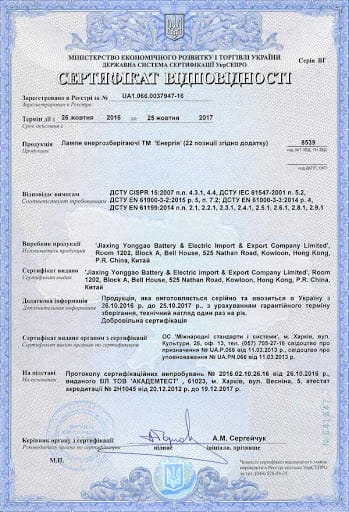 МІНІСТЕРСТВО ЕКОНОМІЧНОГО РОЗВИТКУ І ТОРГІВЛІ УКРАЇНИ
ДЕРЖАВНА СИСТЕМА СЕРТИФІКАЦІЇ УкрСЕПРО
Серія ВГ
СЕРТИФІКАТ ВІДПОВІДНОСТІ
Зареєстровано в Реєстрі за № UA1.066.0037947-16
Зарегистрирован в Реестре
Термін дії з 26 жовтня 2016 до 25 жовтня 2017
Срок действия с
Продукція Лампи енергозберігаючі ТМ "Енергія" (22 позиції згідно додатку) 8539
Продукция
Відповідає вимогам ДСТУ CISPR 15:2007 п.п. 4.3.1, 4.4, ДСТУ IEC 61547-2001 п. 5.2,
Соответствует требованиям ДСТУ EN 61000-3-2:2015 р. 5, п. 7.2; ДСТУ EN 61000-3-3:2014 р. 4,
ДСТУ EN 61199:2014 п.п. 2.1, 2.2.1, 2.3.1, 2.4.1, 2.5.1, 2.6.1, 2.8.1, 2.9.1
Виробник продукції 'Jiaxing Yonggao Battery & Electric Import & Export Company Limited',
Изготовитель продукции Room 1202, Block A, Bell House, 525 Nathan Road, Kowloon, Hong Kong,
P.R. China, Китай
Сертифікат видано 'Jiaxing Yonggao Battery & Electric Import & Export Company Limited', Room
Сертификат выдан 1202, Block A, Bell House, 525 Nathan Road, Kowloon, Hong Kong, P.R. China,
Китай
Додаткова інформація Продукція, яка виготовляється серійно та ввозиться в Україну з
Дополнительная информация 26.10.2016 р. до 25.10.2017 р. з урахуванням гарантійного терміну
зберігання, технічний нагляд один раз на рік.
Добровільна сертифікація
Сертифікат видано органом з сертифікації ОС "Міжнародні стандарти і системи", м. Харків, вул.
Сертификат выдан органом по сертификации Культури, 26, оф. 13, тел. (057) 705-27-16 свідоцтво про
призначення № UA.P.066 від 11.03.2013 р., свідоцтво про
уповноваження № UA.PN.066 від 11.03.2013 р.
На підставі Протоколу сертифікаційних випробувань № 2016.02.10.26.16 від 26.10.2016 р.,
На основании виданого ВЛ ТОВ "АКАДЕМТЕСТ", 61023, м. Харків, вул. Весніна, 5, атестат
акредитації № 2Н1045 від 20.12.2012 р. до 19.12.2017 р.
Керівник органу з сертифікації А.М. Сергейчук
Руководитель органа по сертификации підпис ініціали, прізвище
М.П.